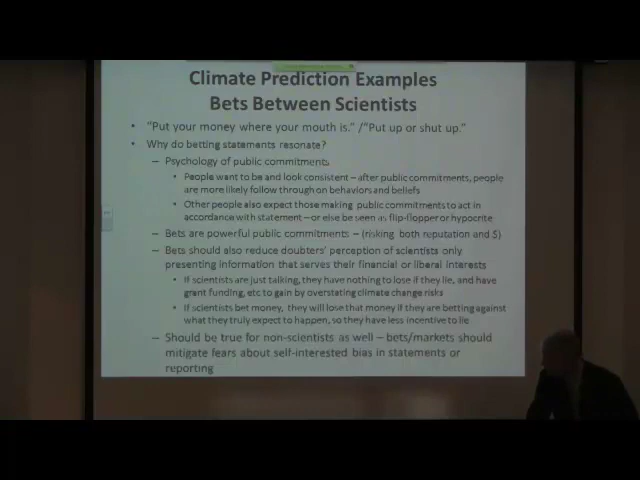 Climate Prediction Examples
Bets Between Scientists
• "Put your money where your mouth is." /"Put up or shut up."
• Why do betting statements resonate?
– Psychology of public commitments
• People want to be and look consistent – after public commitments, people
are more likely follow through on behaviors and beliefs
• Other people also expect those making public commitments to act in
accordance with statement – or else be seen as flip-flopper or hypocrite
– Bets are powerful public commitments – (risking both reputation and $)
– Bets should also reduce doubters' perception of scientists only
presenting information that serves their financial or liberal interests
• If scientists are just talking, they have nothing to lose if they lie, and have
grant funding, etc to gain by overstating climate change risks
• If scientists bet money, they will lose that money if they are betting against
what they truly expect to happen, so they have less incentive to lie
– Should be true for non-scientists as well – bets/markets should
mitigate fears about self-interested bias in statements or
reporting